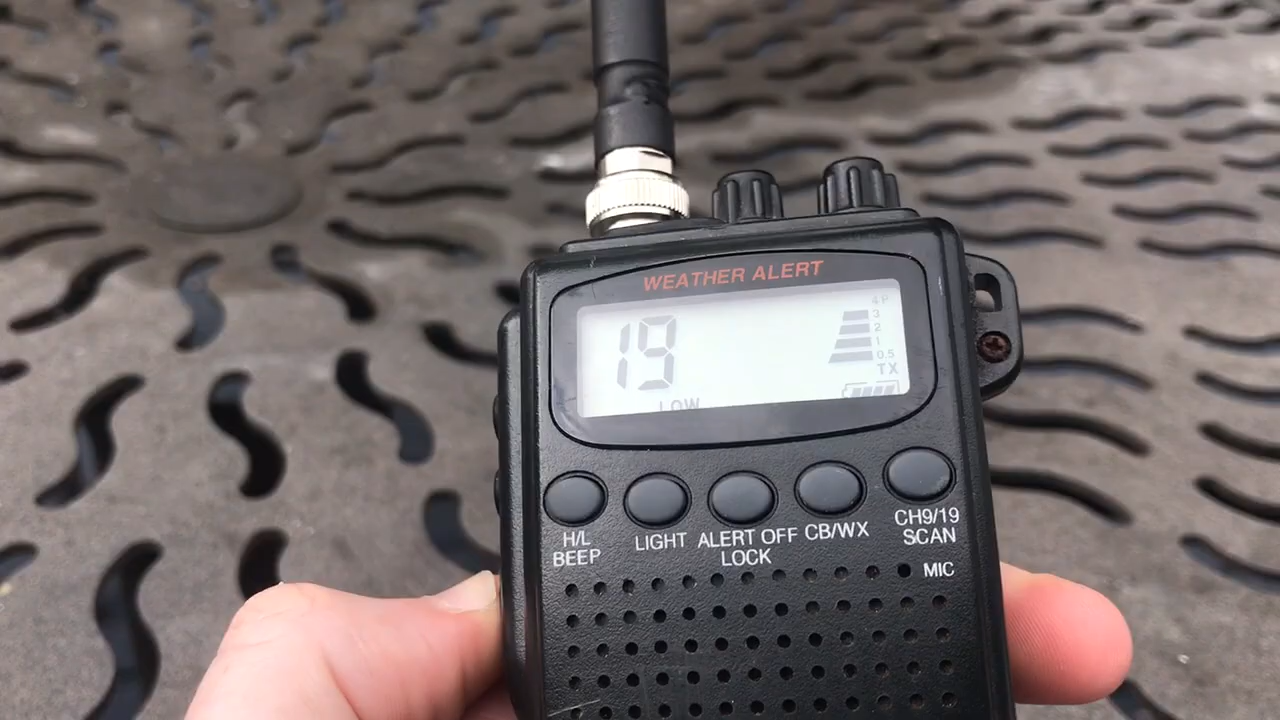 WEATHER ALERT
4 P
3
19
2
1
0.5
TX
LOW
H/L
BEEP
LIGHT
ALERT OFF
LOCK
CB/WX
CH9/19
SCAN
MIC